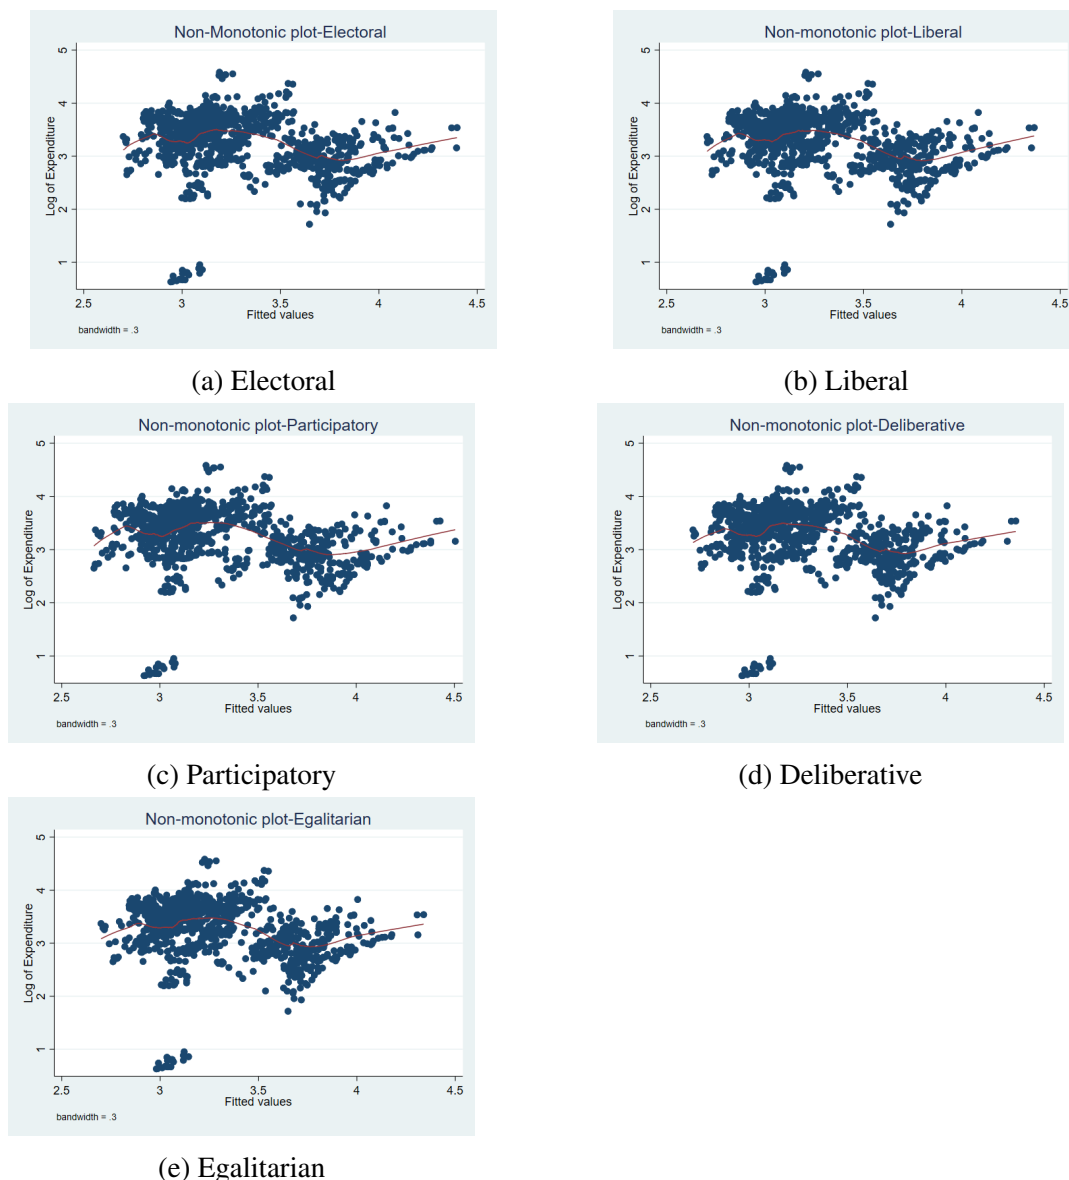 Non-Monotonic plot-Electoral
Log of Expenditure
5
4
3
2
1
2.5 3 3.5 4 4.5
Fitted values
bandwidth = .3
(a) Electoral
Non-monotonic plot-Liberal
Log of Expenditure
5
4
3
2
1
2.5 3 3.5 4 4.5
Fitted values
bandwidth = .3
(b) Liberal
Non-monotonic plot-Participatory
Log of Expenditure
5
4
3
2
1
2.5 3 3.5 4 4.5
Fitted values
bandwidth = .3
(c) Participatory
Non-monotonic plot-Deliberative
Log of Expenditure
5
4
3
2
1
2.5 3 3.5 4 4.5
Fitted values
bandwidth = .3
(d) Deliberative
Non-monotonic plot-Egalitarian
Log of Expenditure
5
4
3
2
1
2.5 3 3.5 4 4.5
Fitted values
bandwidth = .3
(e) Egalitarian